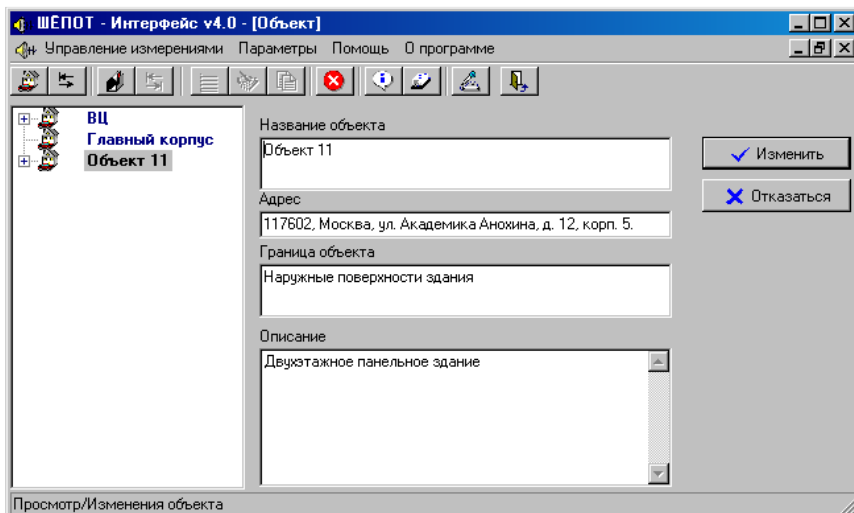 ШЁПОТ - Интерфейс v4.0 - [Объект]
Управление измерениями Параметры Помощь О программе
ВЦ
Главный корпус
Объект 11
Название объекта
Объект 11
Адрес
117602, Москва, ул. Академика Анохина, д. 12, корп. 5.
Граница объекта
Наружные поверхности здания
Описание
Двухэтажное панельное здание
Изменить
Отказаться
Просмотр/Изменения объекта